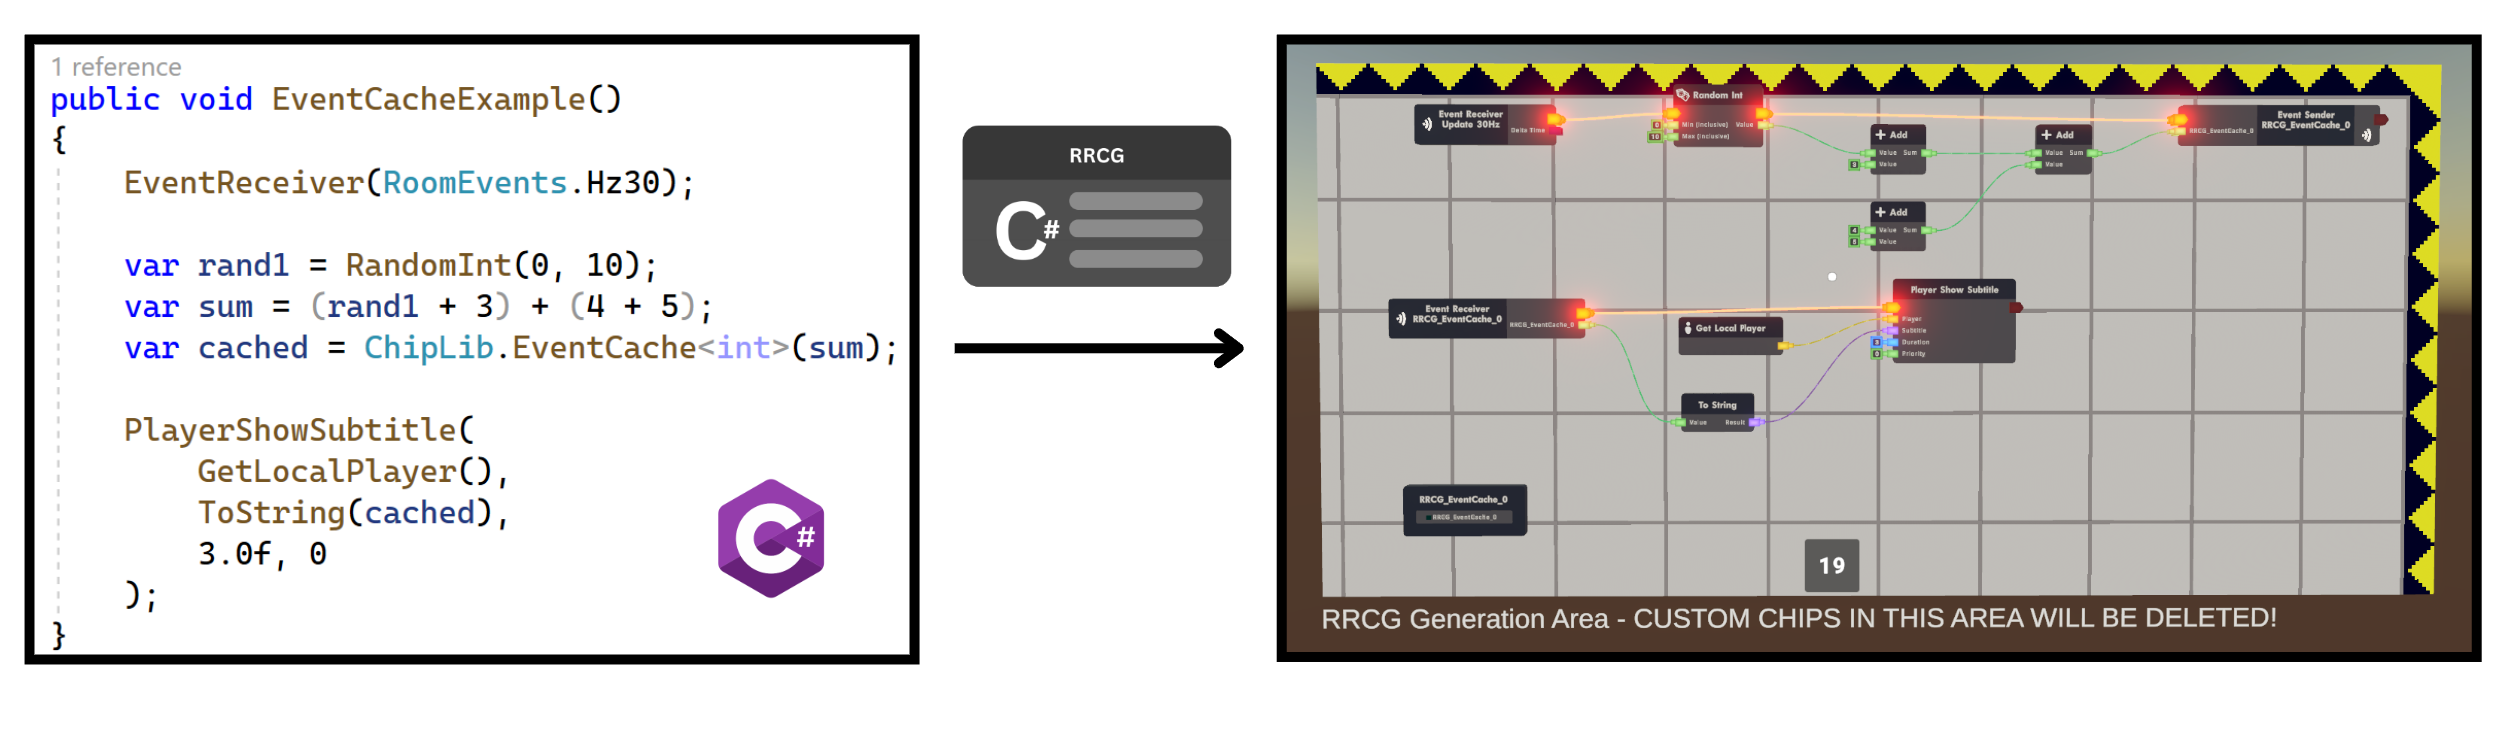 1 reference
public void EventCacheExample()
{
EventReceiver(RoomEvents.Hz30);
var rand1 = RandomInt(0, 10);
var sum = (rand1 + 3) + (4 + 5);
var cached = ChipLib.EventCache<int>(sum);
PlayerShowSubtitle(
GetLocalPlayer(),
ToString(cached),
3.0f, 0
);
}
C#
RRCG
C#
Event Receiver
Update 30Hz
Delta Time
Random Int
0 Min (Inclusive) Value
10 Max (Inclusive)
Add
Value Sum
Value
Add
Value Sum
Value
Event Sender
RRCG_EventCache_0
RRCG_EventCache_0
Add
4 Value Sum
Value
Event Receiver
RRCG_EventCache_0
RRCG_EventCache_0
Get Local Player
Player Show Subtitle
Player
Subtitle
3 Duration
0 Priority
To String
Value Result
RRCG_EventCache_0
RRCG_EventCache_0
19
RRCG Generation Area - CUSTOM CHIPS IN THIS AREA WILL BE DELETED!